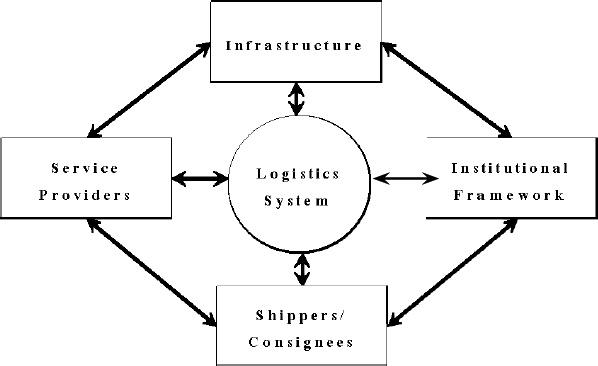 Infrastructure
Service
Providers
Logistics
System
Institutional
Framework
Shippers/
Consignees